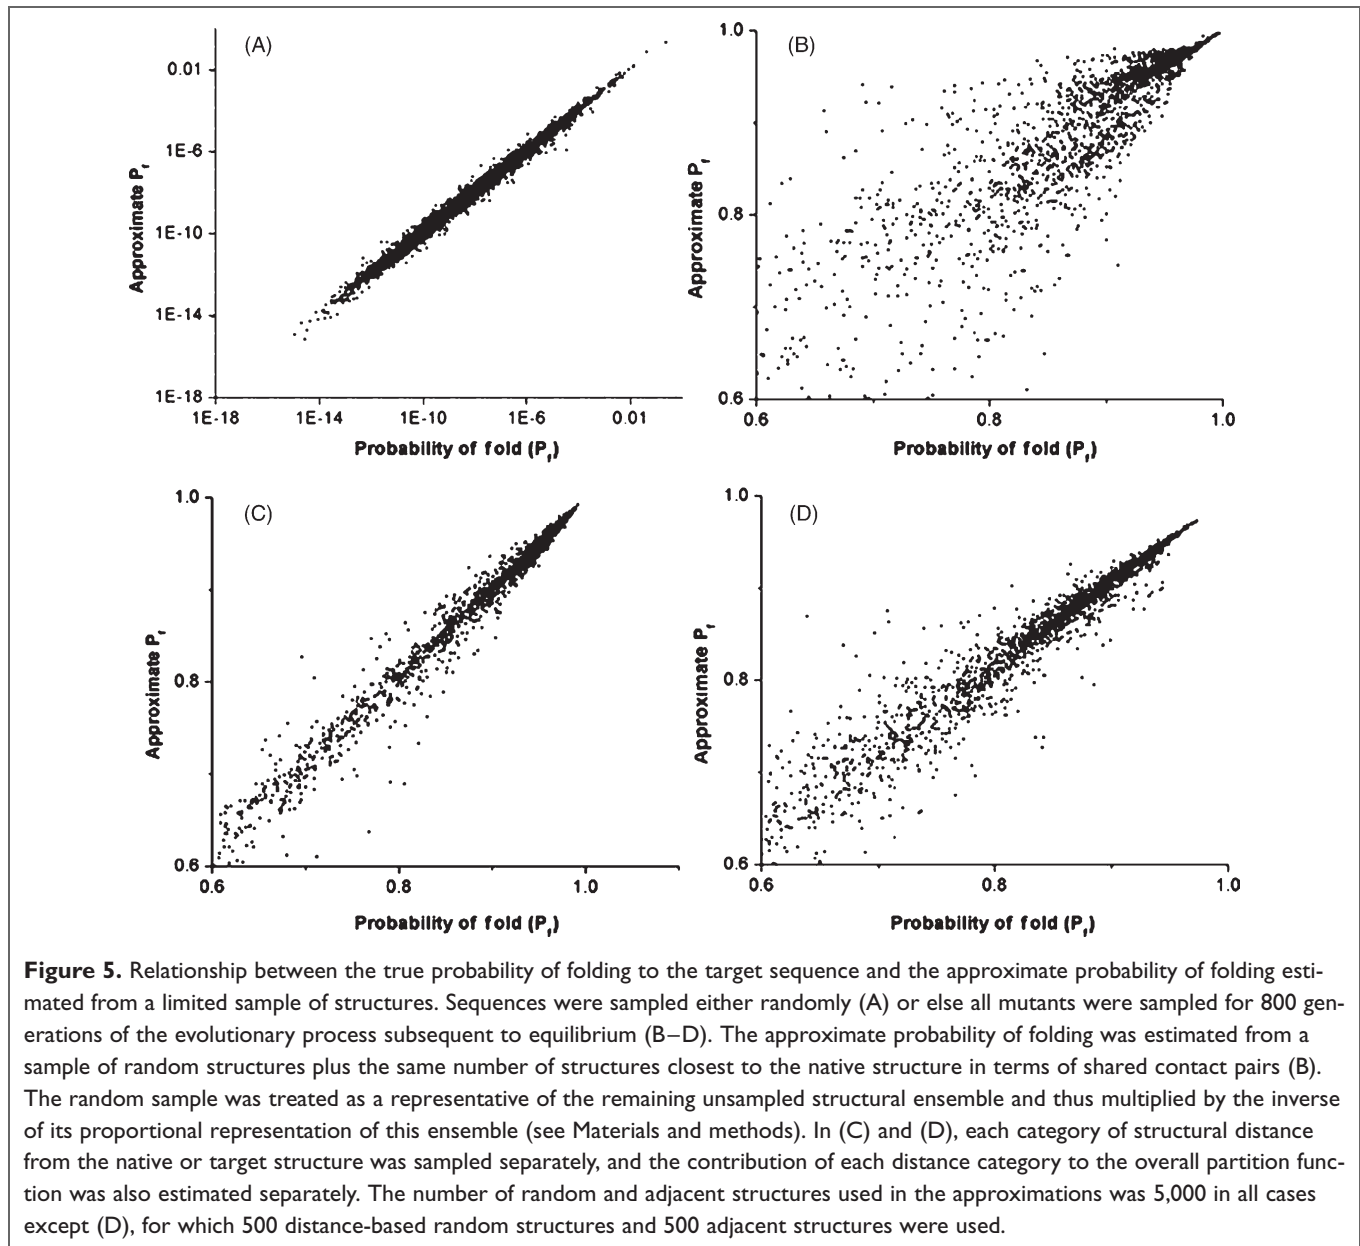 (A)
0.01
1E-6
1E-10
1E-14
1E-18
Approximate Pf
1E-18 1E-14 1E-10 1E-6 0.01
Probability of fold (Pf)
(B)
1.0
0.8
0.6
Approximate Pf
0.6 0.8 1.0
Probability of fold (Pf)
(C)
1.0
0.8
0.6
Approximate Pf
0.6 0.8 1.0
Probability of fold (Pf)
(D)
1.0
0.8
0.6
Approximate Pf
0.6 0.8 1.0
Probability of fold (Pf)
Figure 5. Relationship between the true probability of folding to the target sequence and the approximate probability of folding esti-
mated from a limited sample of structures. Sequences were sampled either randomly (A) or else all mutants were sampled for 800 gen-
erations of the evolutionary process subsequent to equilibrium (B–D). The approximate probability of folding was estimated from a
sample of random structures plus the same number of structures closest to the native structure in terms of shared contact pairs (B).
The random sample was treated as a representative of the remaining unsampled structural ensemble and thus multiplied by the inverse
of its proportional representation of this ensemble (see Materials and methods). In (C) and (D), each category of structural distance
from the native or target structure was sampled separately, and the contribution of each distance category to the overall partition func-
tion was also estimated separately. The number of random and adjacent structures used in the approximations was 5,000 in all cases
except (D), for which 500 distance-based random structures and 500 adjacent structures were used.